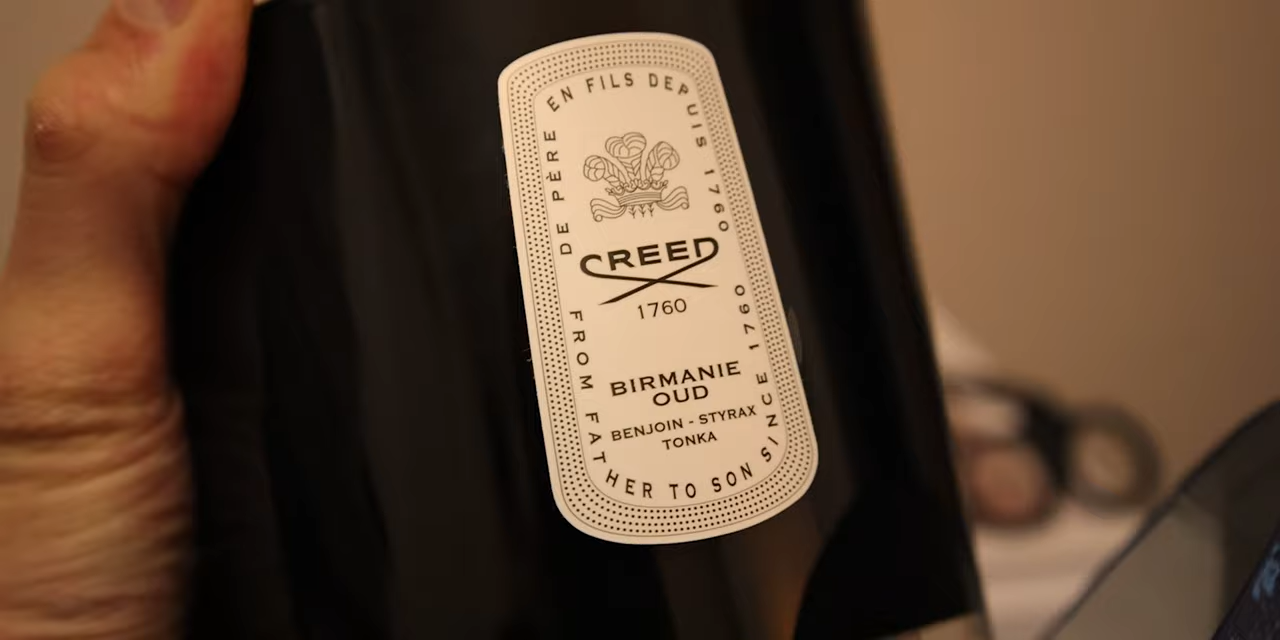 DE PÈRE EN FILS DEPUIS 1760
CREED
1760
BIRMANIE
OUD
BENJOIN - STYRAX
TONKA
FROM FATHER TO SON SINCE 1760